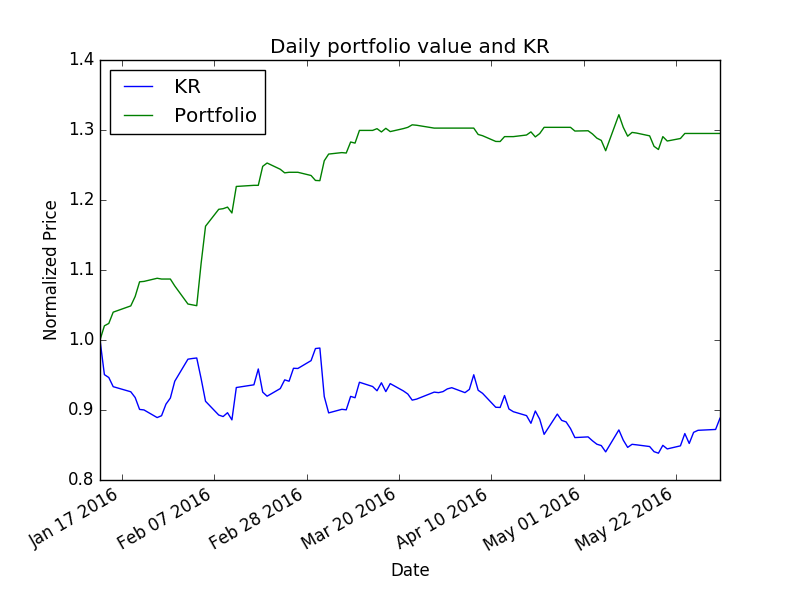 Daily portfolio value and KR
1.4
1.3
1.2
1.1
1.0
0.9
0.8
Normalized Price
KR
Portfolio
Jan 17 2016
Feb 07 2016
Feb 28 2016
Mar 20 2016
Apr 10 2016
May 01 2016
May 22 2016
Date